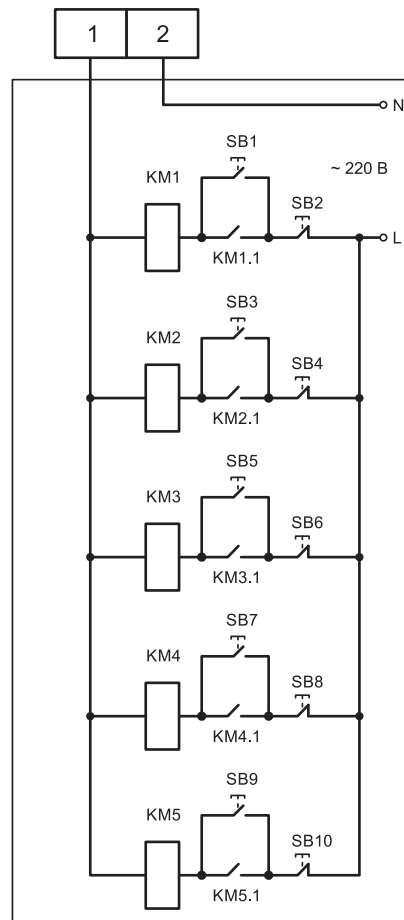 1 2
N
SB1
~ 220 В
KM1
SB2
L
KM1.1
SB3
KM2
SB4
KM2.1
SB5
KM3
SB6
KM3.1
SB7
KM4
SB8
KM4.1
SB9
KM5
SB10
KM5.1